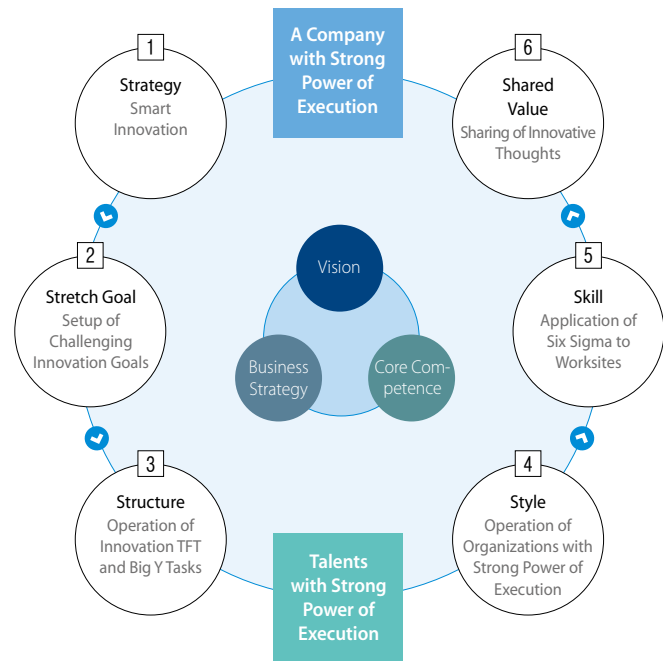 A Company
with Strong
Power of
Execution
1
Strategy
Smart
Innovation
2
Stretch Goal
Setup of
Challenging
Innovation Goals
3
Structure
Operation of
Innovation TFT
and Big Y Tasks
Talents
with Strong
Power of
Execution
4
Style
Operation of
Organizations with
Strong Power of
Execution
5
Skill
Application of
Six Sigma to
Worksites
6
Shared
Value
Sharing of Innovative
Thoughts
Vision
Business
Strategy
Core Com-
petence